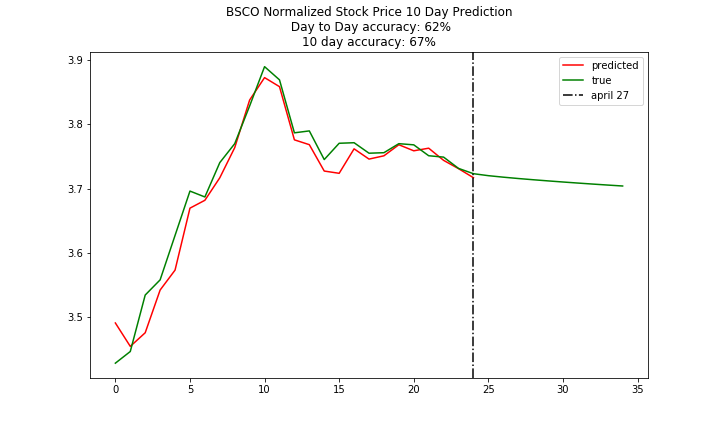 BSCO Normalized Stock Price 10 Day Prediction
Day to Day accuracy: 62%
10 day accuracy: 67%
predicted
true
april 27
3.9
3.8
3.7
3.6
3.5
0 5 10 15 20 25 30 35